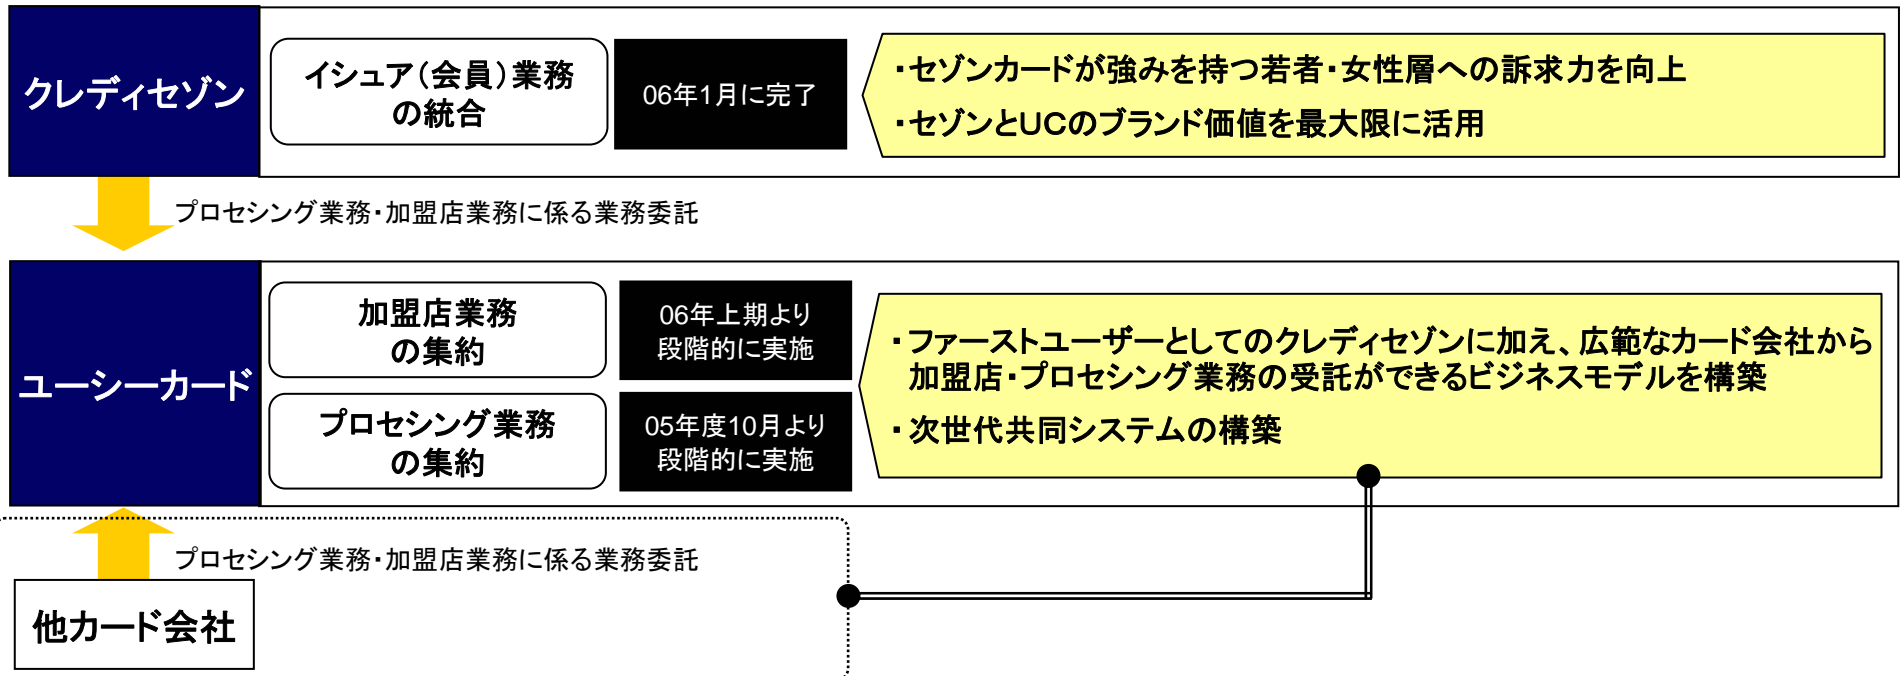 クレディセゾン
イシュア（会員）業務
の統合
06年1月に完了
・セゾンカードが強みを持つ若者・女性層への訴求力を向上
・セゾンとUCのブランド価値を最大限に活用
プロセシング業務・加盟店業務に係る業務委託
ユーシーカード
加盟店業務
の集約
06年上期より
段階的に実施
プロセシング業務
の集約
05年度10月より
段階的に実施
・ファーストユーザーとしてのクレディセゾンに加え、広範なカード会社から
加盟店・プロセシング業務の受託ができるビジネスモデルを構築
・次世代共同システムの構築
プロセシング業務・加盟店業務に係る業務委託
他カード会社